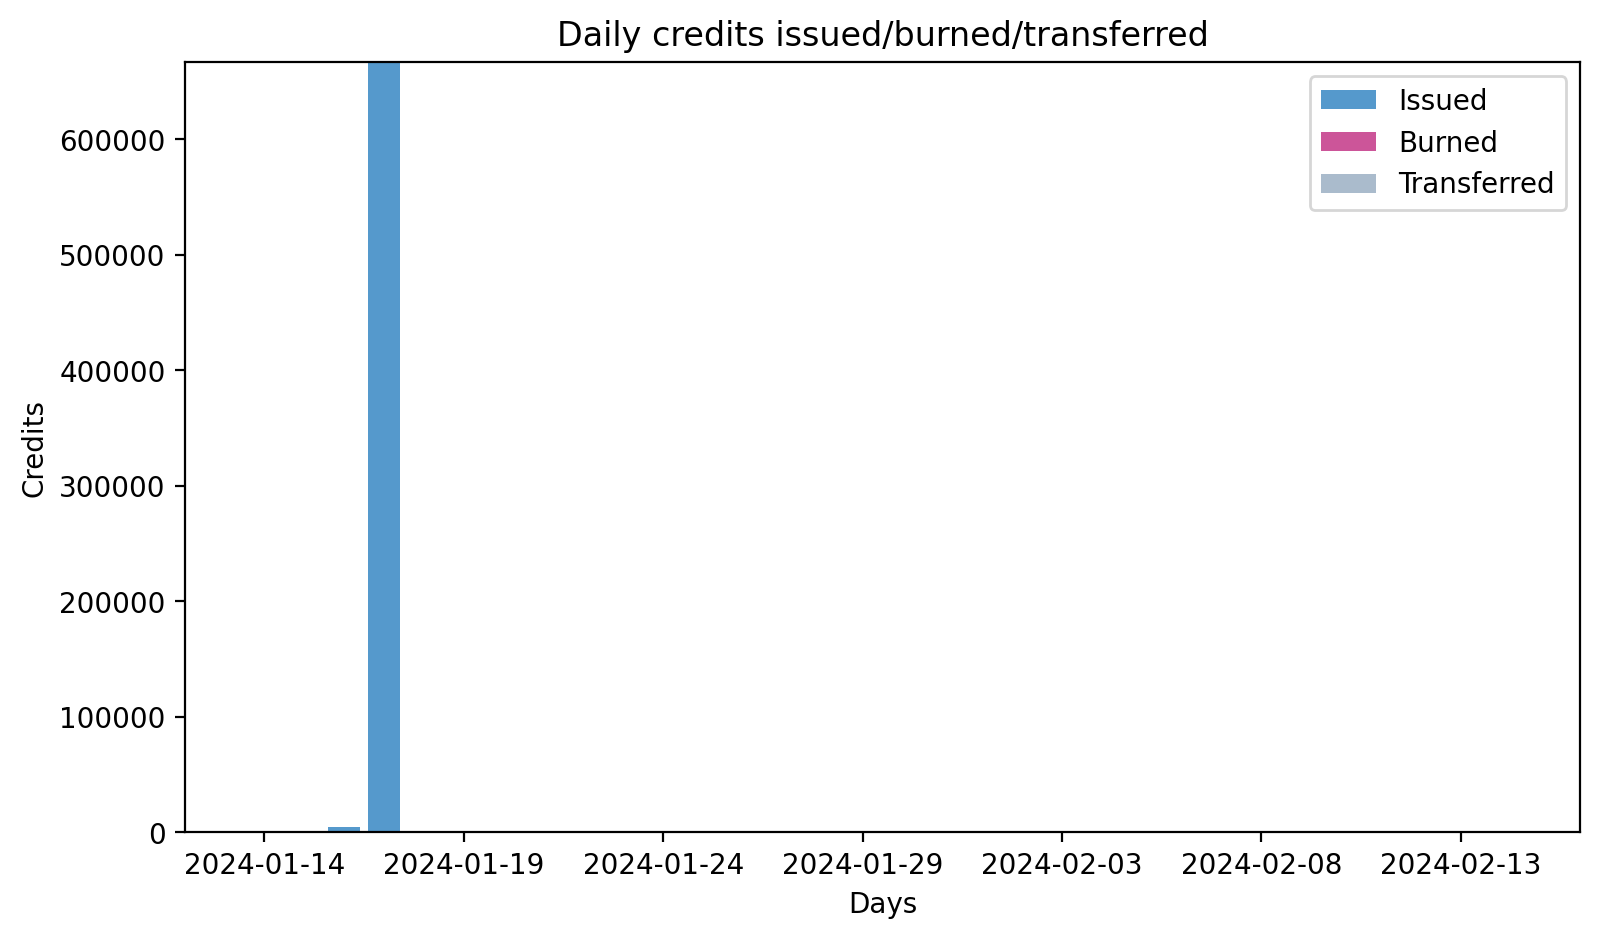 Daily credits issued/burned/transferred
Issued
Burned
Transferred
600000
500000
400000
300000
200000
100000
0
Credits
2024-01-14
2024-01-19
2024-01-24
2024-01-29
2024-02-03
2024-02-08
2024-02-13
Days